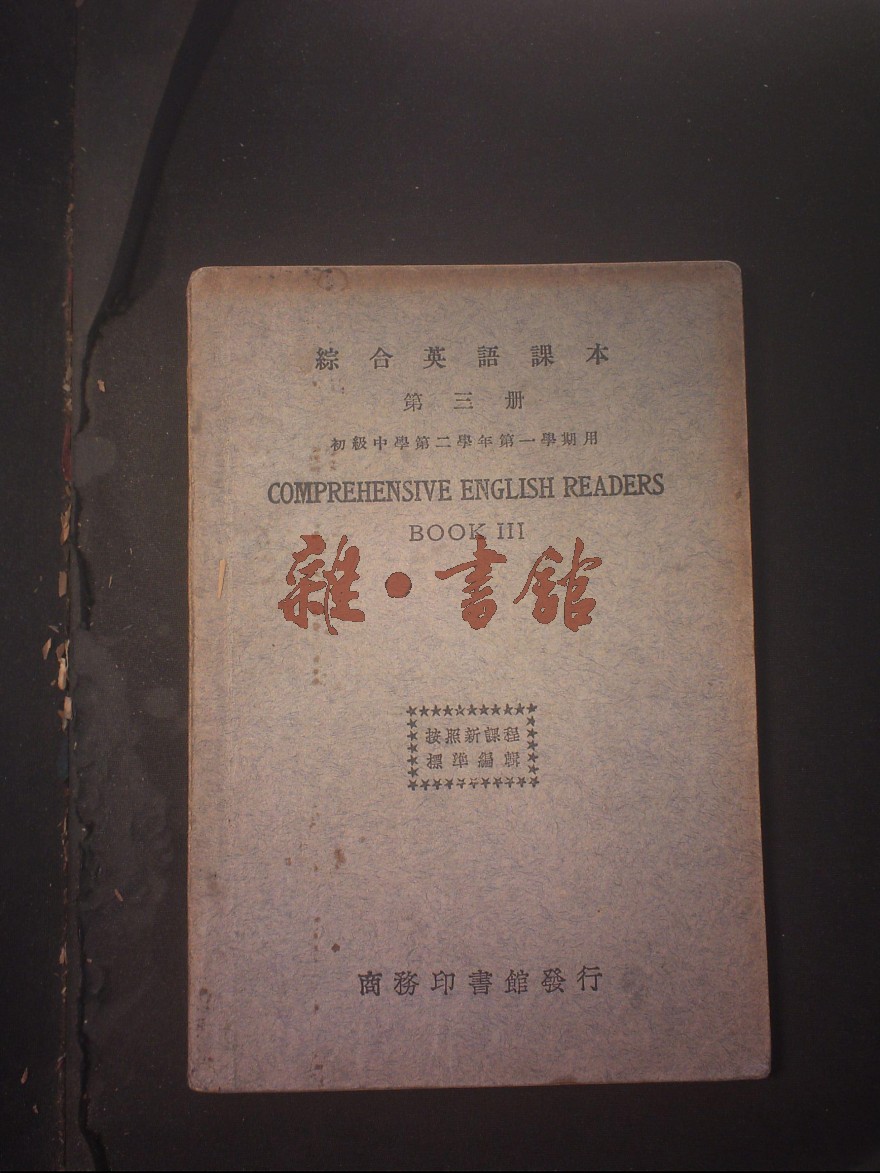 綜合英語課本
第三册
初級中學第二學年第一學期用
COMPREHENSIVE ENGLISH READERS
BOOK III
雜·書館
按照新課程
標準編輯
商務印書館發行